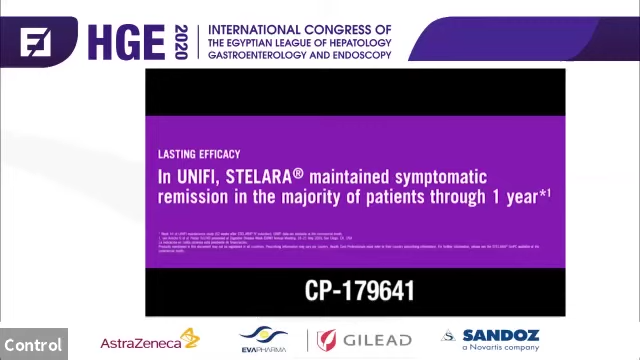 HGE 2020
INTERNATIONAL CONGRESS OF
THE EGYPTIAN LEAGUE OF HEPATOLOGY
GASTROENTEROLOGY AND ENDOSCOPY
LASTING EFFICACY
In UNIFI, STELARA® maintained symptomatic
remission in the majority of patients through 1 year*¹
CP-179641
Control
AstraZeneca
EVAPHARMA
GILEAD
SANDOZ
a Novartis company